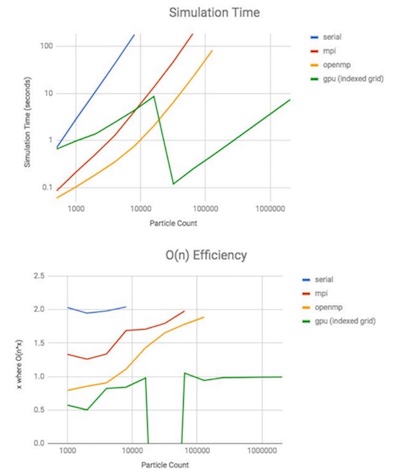 Simulation Time
Simulation Time (seconds)
100
10
1
0.1
1000
10000
100000
1000000
Particle Count
serial
mpi
openmp
gpu (indexed grid)
O(n) Efficiency
x where O(n^x)
2.5
2.0
1.5
1.0
0.5
0.0
1000
10000
100000
1000000
Particle Count
serial
mpi
openmp
gpu (indexed grid)